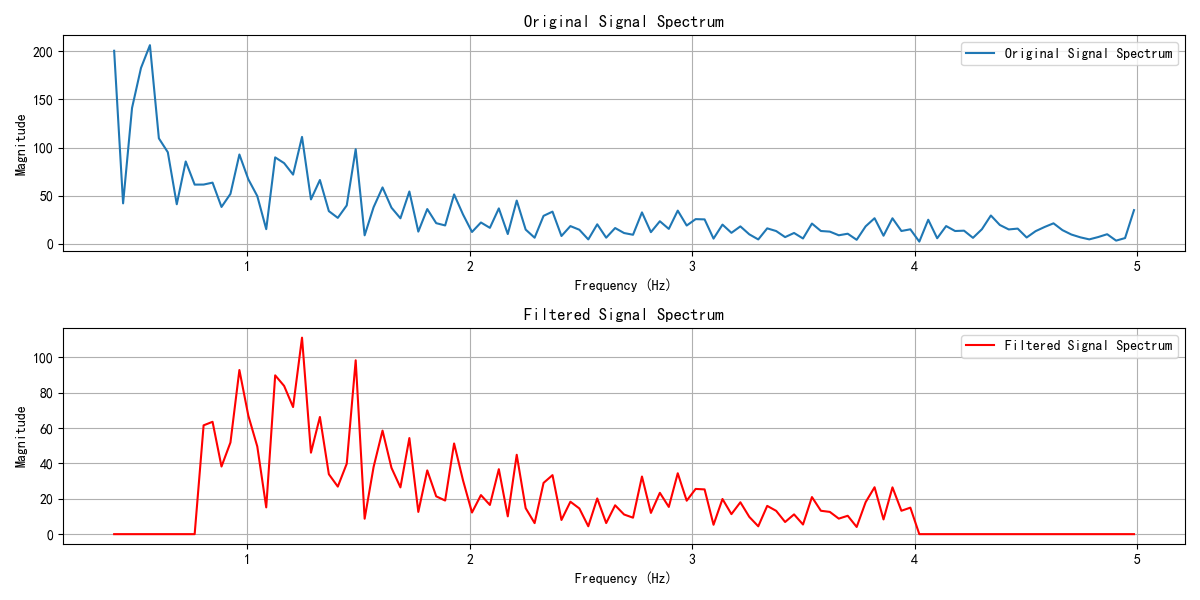 Original Signal Spectrum
200
150
100
50
0
Magnitude
Original Signal Spectrum
1 2 3 4 5
Frequency (Hz)
Filtered Signal Spectrum
100
80
60
40
20
0
Magnitude
Filtered Signal Spectrum
1 2 3 4 5
Frequency (Hz)